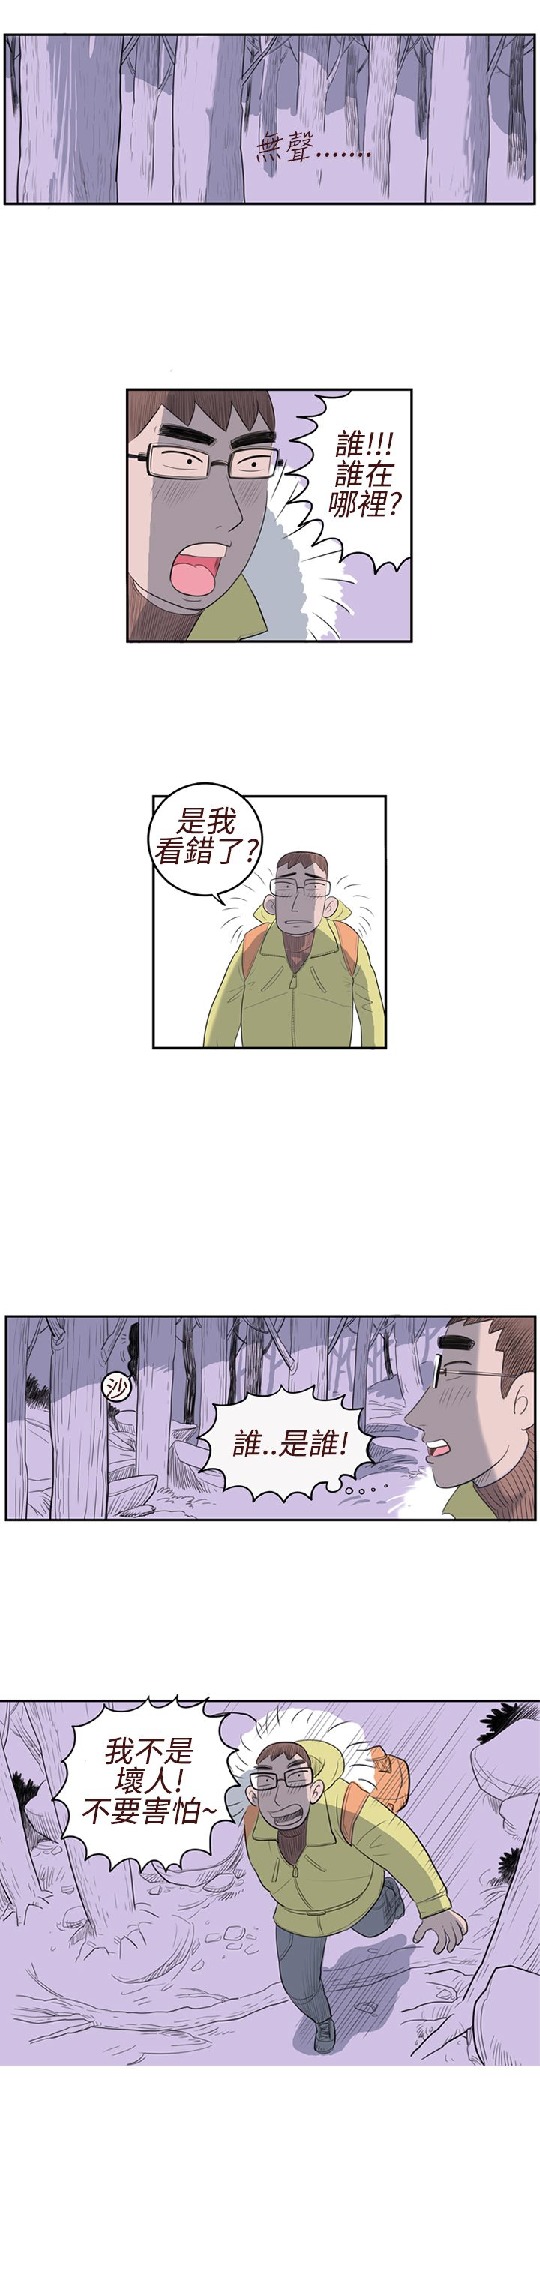 無聲.......
誰!!!
誰在
哪裡?
是我
看錯了?
沙
誰..是誰!
我不是
壞人!
不要害怕~